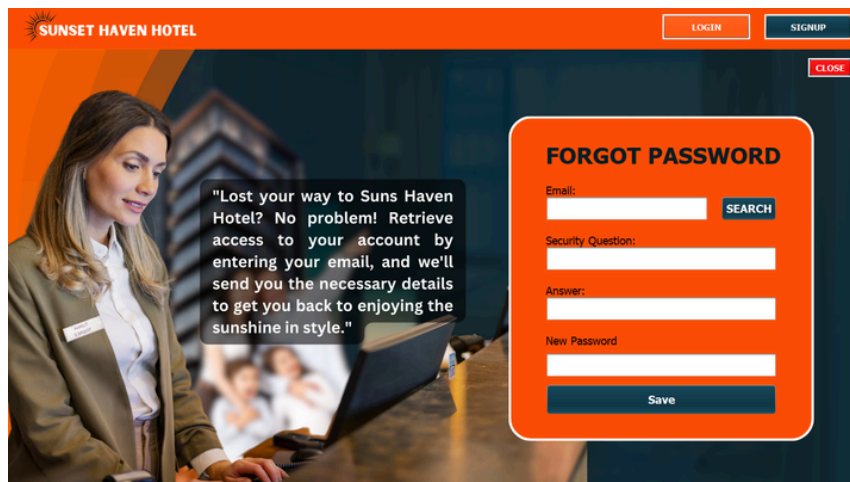 SUNSET HAVEN HOTEL
LOGIN
SIGNUP
CLOSE
"Lost your way to Suns Haven
Hotel? No problem! Retrieve
access to your account by
entering your email, and we'll
send you the necessary details
to get you back to enjoying the
sunshine in style."
FORGOT PASSWORD
Email:
SEARCH
Security Question:
Answer:
New Password
Save